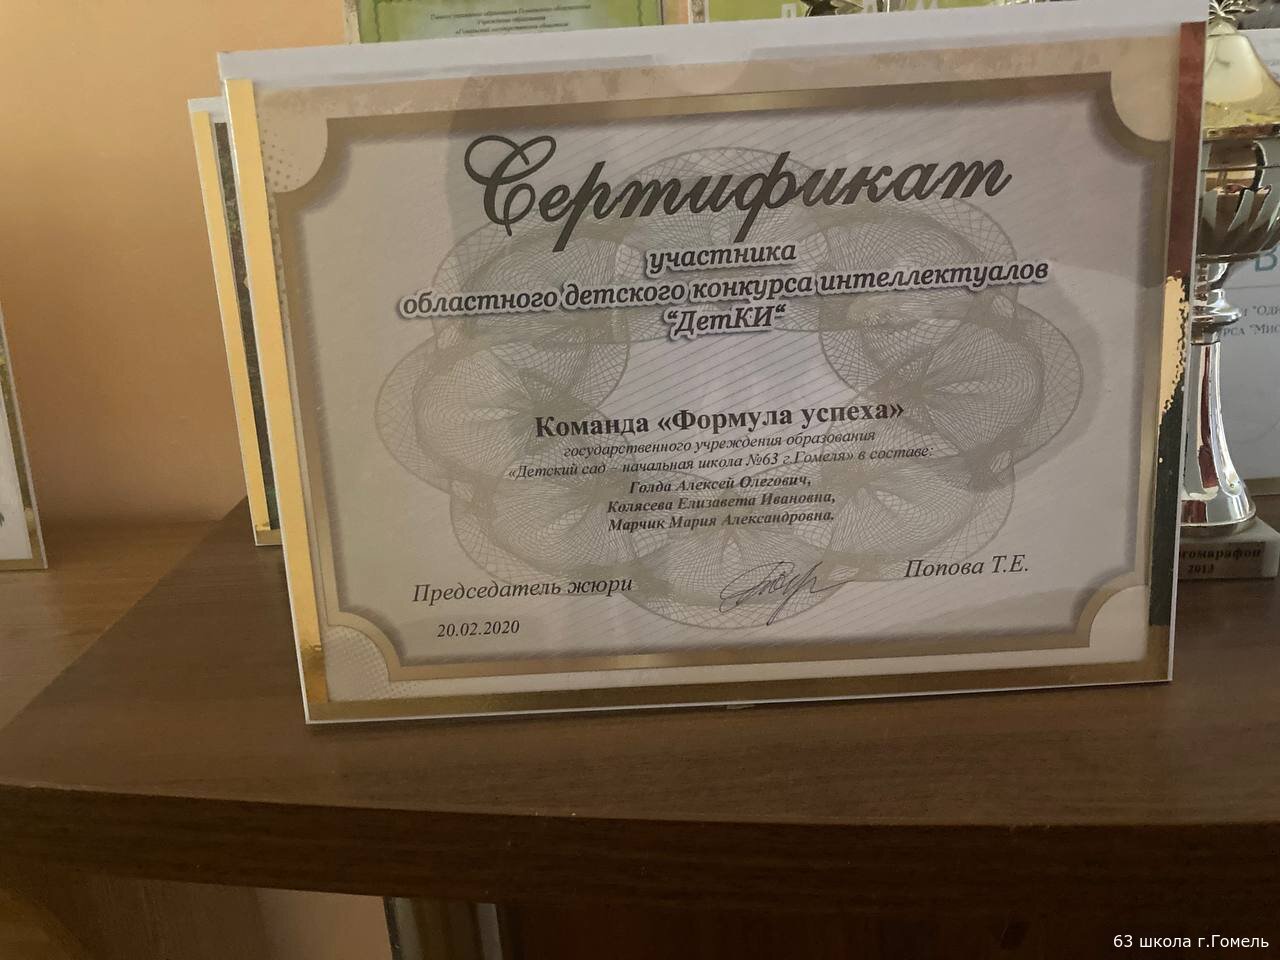 Сертификат
участника
областного детского конкурса интеллектуалов
“ДетКИ“
Команда «Формула успеха»
государственного учреждения образования
«Детский сад – начальная школа №63 г.Гомеля» в составе:
Голда Алексей Олегович,
Колясева Елизавета Ивановна,
Марчик Мария Александровна.
Председатель жюри
Попова Т.Е.
20.02.2020
2013
63 школа г.Гомель